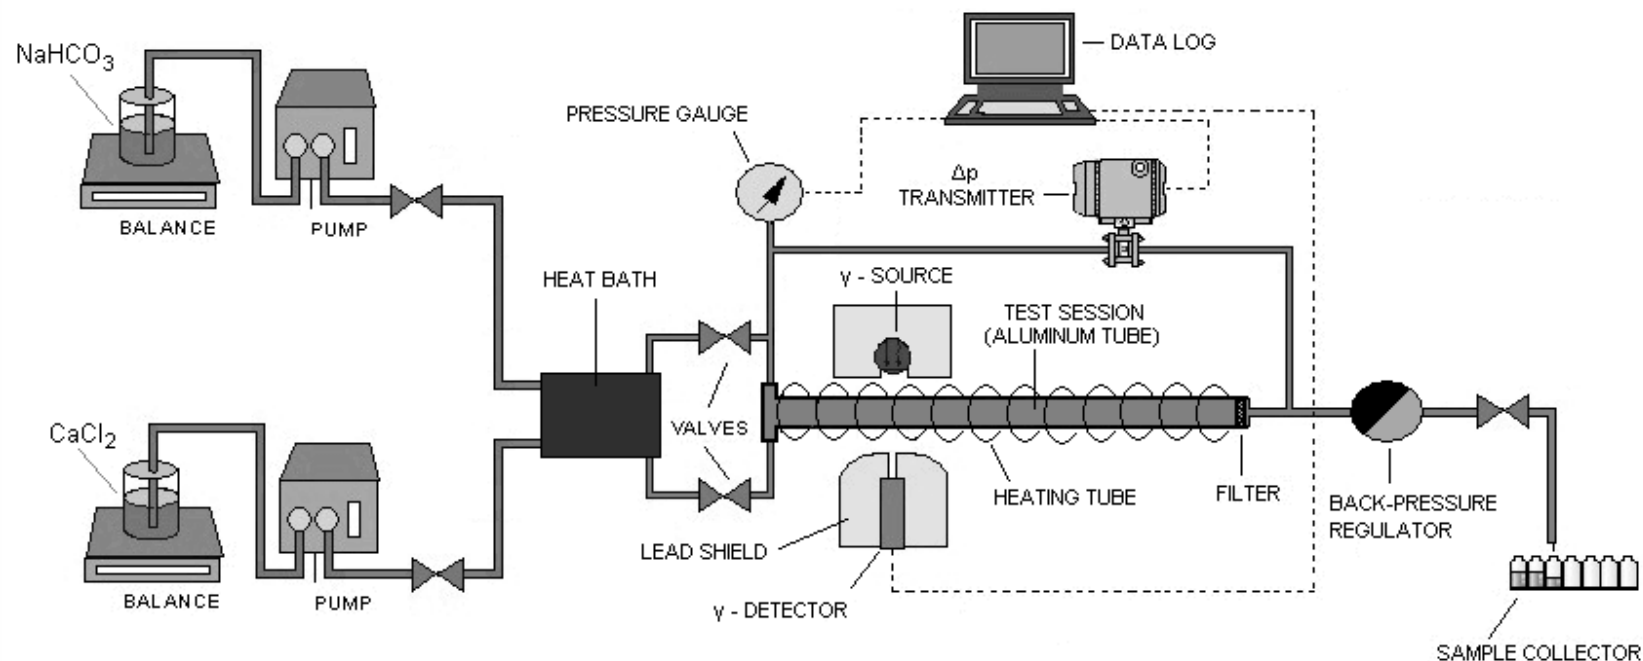 NaHCO3
BALANCE
PUMP
HEAT BATH
PRESSURE GAUGE
DATA LOG
Δp
TRANSMITTER
γ - SOURCE
TEST SESSION
(ALUMINUM TUBE)
CaCl2
BALANCE
PUMP
VALVES
LEAD SHIELD
γ - DETECTOR
HEATING TUBE
FILTER
BACK-PRESSURE
REGULATOR
SAMPLE COLLECTOR